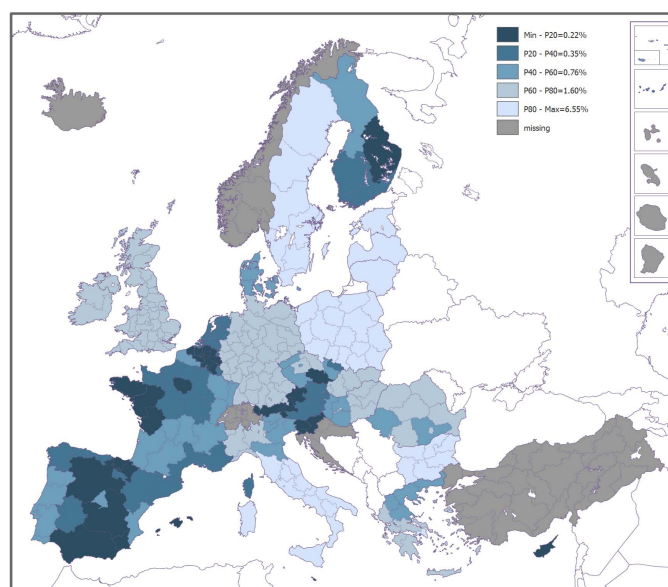 Min - P20=0.22%
P20 - P40=0.35%
P40 - P60=0.76%
P60 - P80=1.60%
P80 - Max=6.55%
missing